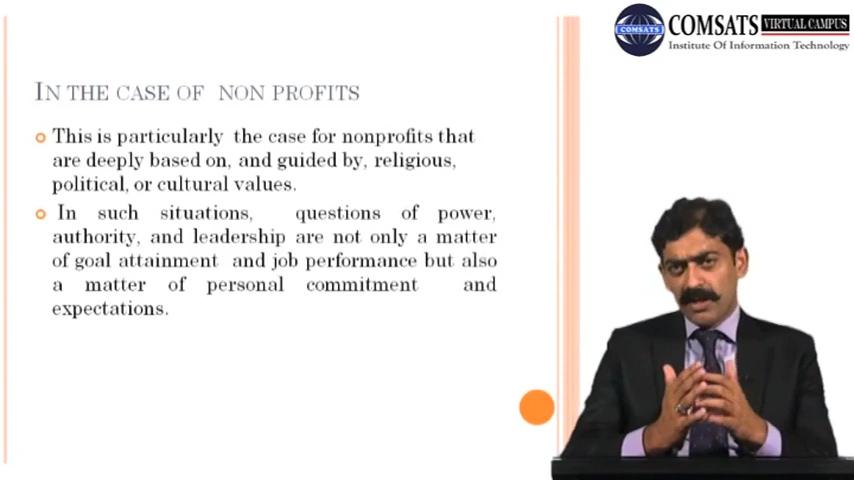 COMSATS VIRTUAL CAMPUS
Institute Of Information Technology
IN THE CASE OF NON PROFITS
This is particularly the case for nonprofits that
are deeply based on, and guided by, religious,
political, or cultural values.
In such situations, questions of power,
authority, and leadership are not only a matter
of goal attainment and job performance but also
a matter of personal commitment and
expectations.